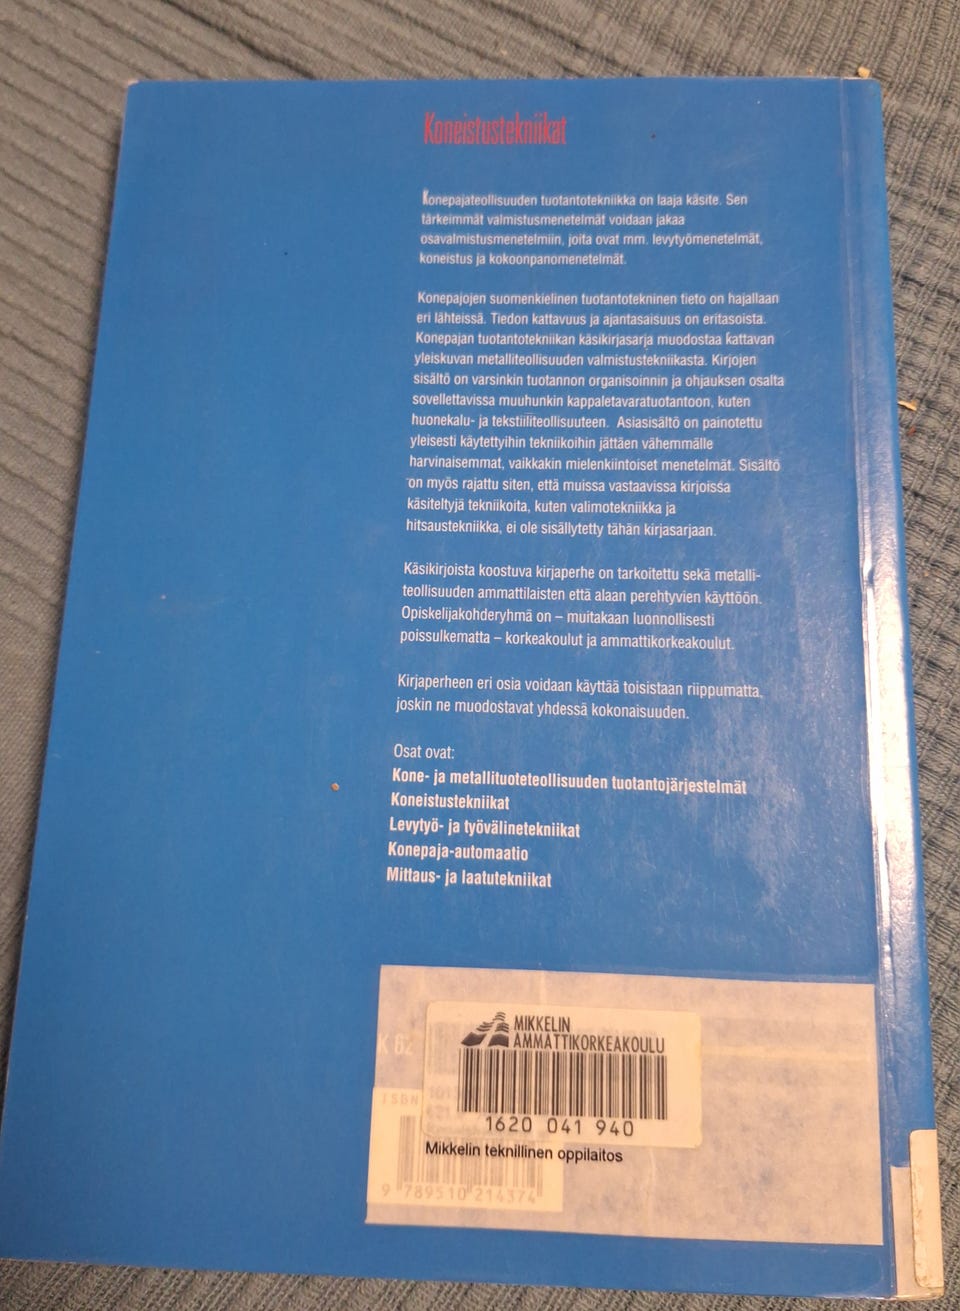 Koneistustekniikat
Konepajateollisuuden tuotantotekniikka on laaja käsite. Sen
tärkeimmät valmistusmenetelmät voidaan jakaa
osavalmistusmenetelmiin, joita ovat mm. levytyömenetelmät,
koneistus ja kokoonpanomenetelmät.
Konepajojen suomenkielinen tuotantotekninen tieto on hajallaan
eri lähteissä. Tiedon kattavuus ja ajantasaisuus on eritasoista.
Konepajan tuotantotekniikan käsikirjasarja muodostaa kattavan
yleiskuvan metalliteollisuuden valmistustekniikasta. Kirjojen
sisältö on varsinkin tuotannon organisoinnin ja ohjauksen osalta
sovellettavissa muuhunkin kappaletavaratuotantoon, kuten
huonekalu- ja tekstiiliteollisuuteen. Asiasisältö on painotettu
yleisesti käytettyihin tekniikoihin jättäen vähemmälle
harvinaisemmat, vaikkakin mielenkiintoiset menetelmät. Sisältö
on myös rajattu siten, että muissa vastaavissa kirjoissa
käsiteltyjä tekniikoita, kuten valimotekniikka ja
hitsaustekniikka, ei ole sisällytetty tähän kirjasarjaan.
Käsikirjoista koostuva kirjaperhe on tarkoitettu sekä metalli-
teollisuuden ammattilaisten että alaan perehtyvien käyttöön.
Opiskelijakohderyhmä on – muitakaan luonnollisesti
poissulkematta – korkeakoulut ja ammattikorkeakoulut.
Kirjaperheen eri osia voidaan käyttää toisistaan riippumatta,
joskin ne muodostavat yhdessä kokonaisuuden.
Osat ovat:
Kone- ja metallituoteteollisuuden tuotantojärjestelmät
Koneistustekniikat
Levytyö- ja työvälinetekniikat
Konepaja-automaatio
Mittaus- ja laatutekniikat
MIKKELIN
AMMATTIKORKEAKOULU
K 62
ISBN
1620 041 940
Mikkelin teknillinen oppilaitos
9 789510 214374